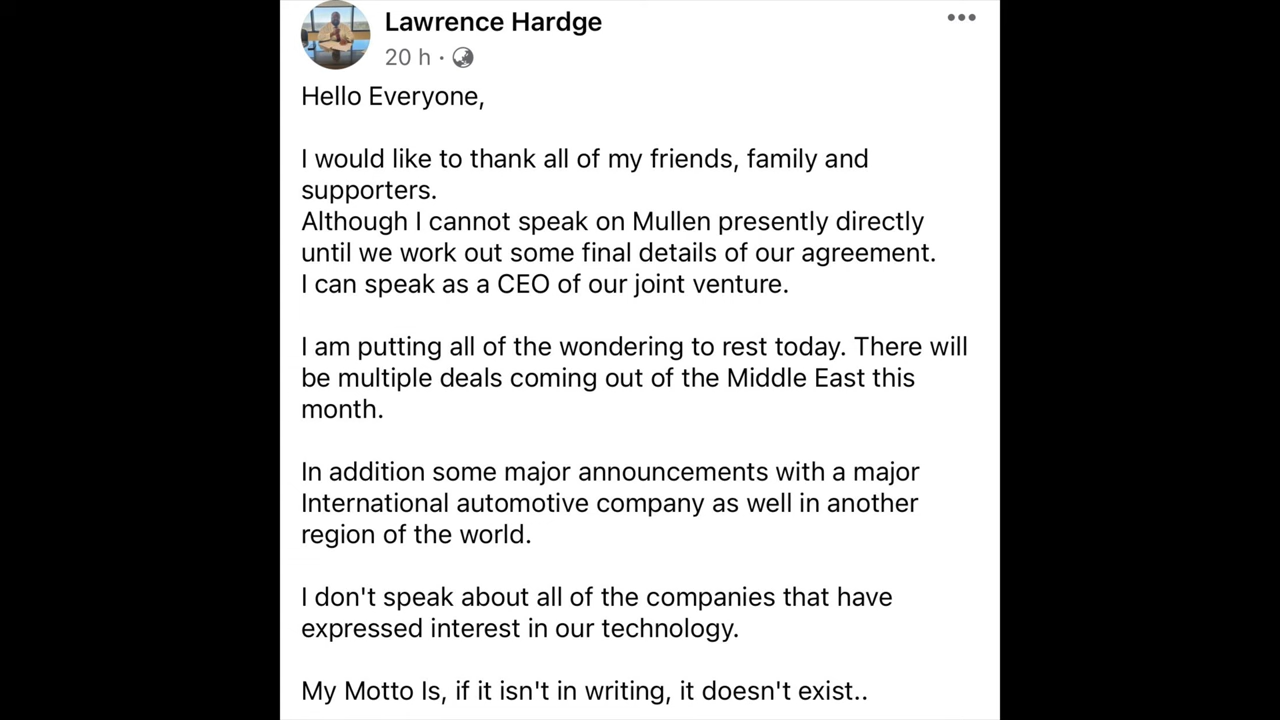 Lawrence Hardge
20 h ·
Hello Everyone,
I would like to thank all of my friends, family and
supporters.
Although I cannot speak on Mullen presently directly
until we work out some final details of our agreement.
I can speak as a CEO of our joint venture.
I am putting all of the wondering to rest today. There will
be multiple deals coming out of the Middle East this
month.
In addition some major announcements with a major
International automotive company as well in another
region of the world.
I don't speak about all of the companies that have
expressed interest in our technology.
My Motto Is, if it isn't in writing, it doesn't exist..